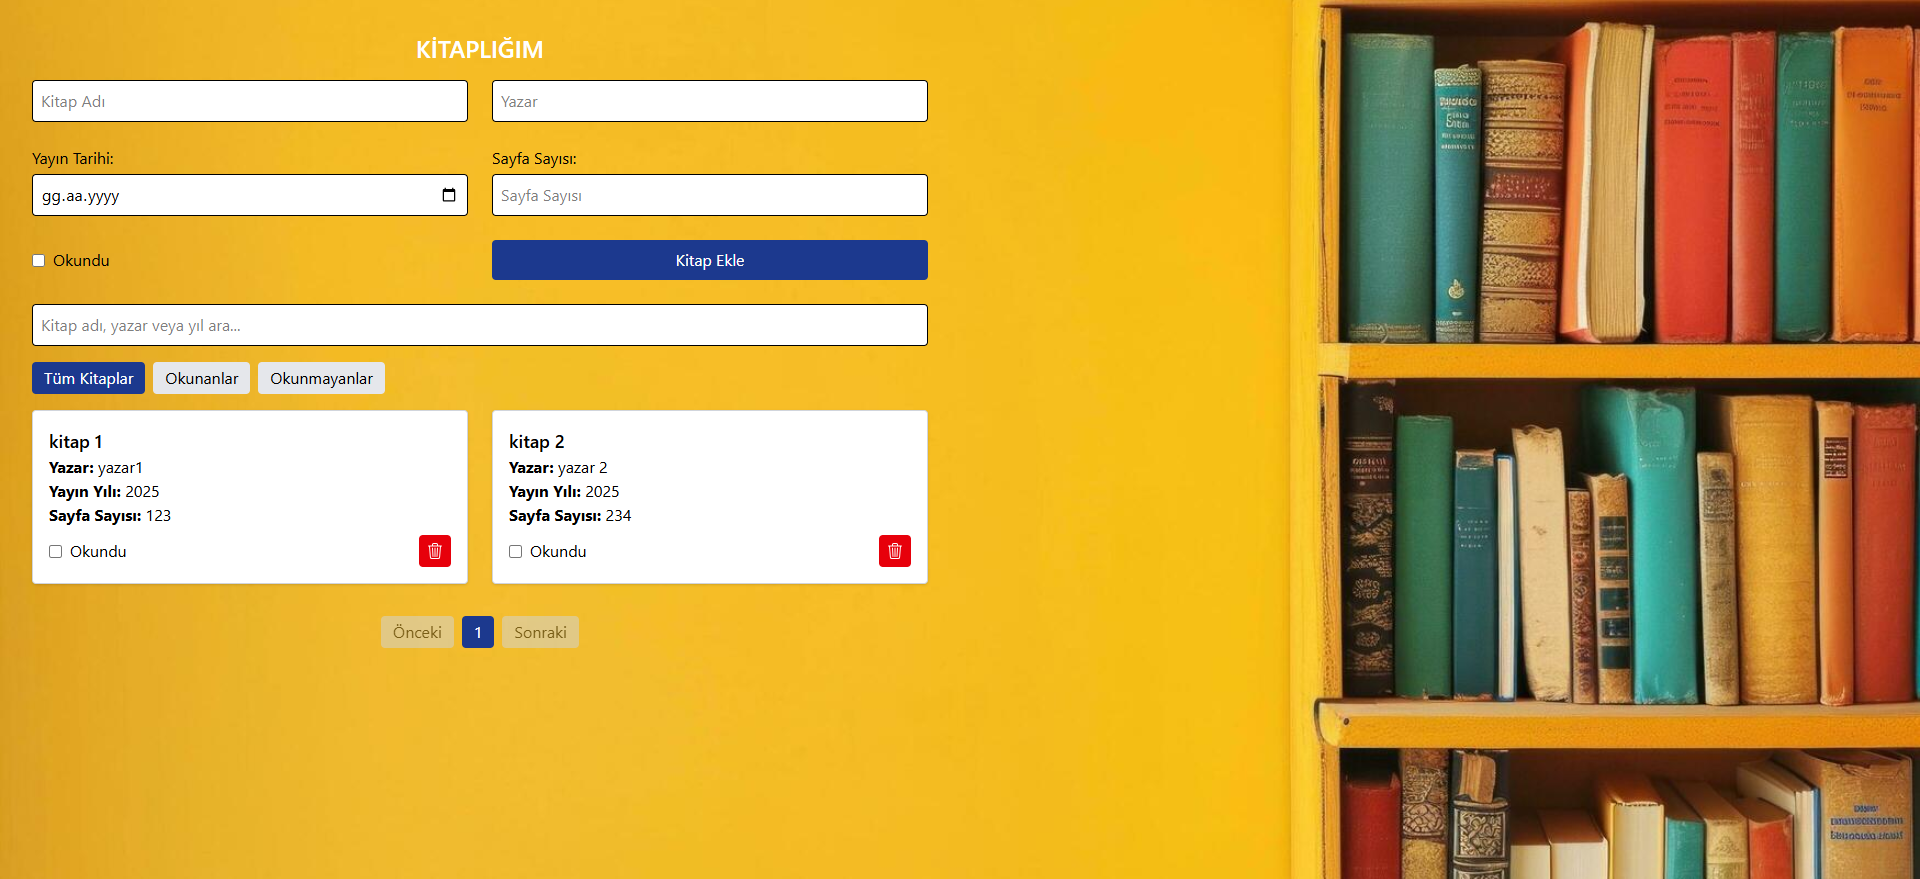 KİTAPLIĞIM
Kitap Adı
Yazar
Yayın Tarihi:
Sayfa Sayısı:
gg.aa.yyyy
Sayfa Sayısı
Okundu
Kitap Ekle
Kitap adı, yazar veya yıl ara...
Tüm Kitaplar
Okunanlar
Okunmayanlar
kitap 1
Yazar: yazar1
Yayın Yılı: 2025
Sayfa Sayısı: 123
Okundu
kitap 2
Yazar: yazar 2
Yayın Yılı: 2025
Sayfa Sayısı: 234
Okundu
Önceki
1
Sonraki